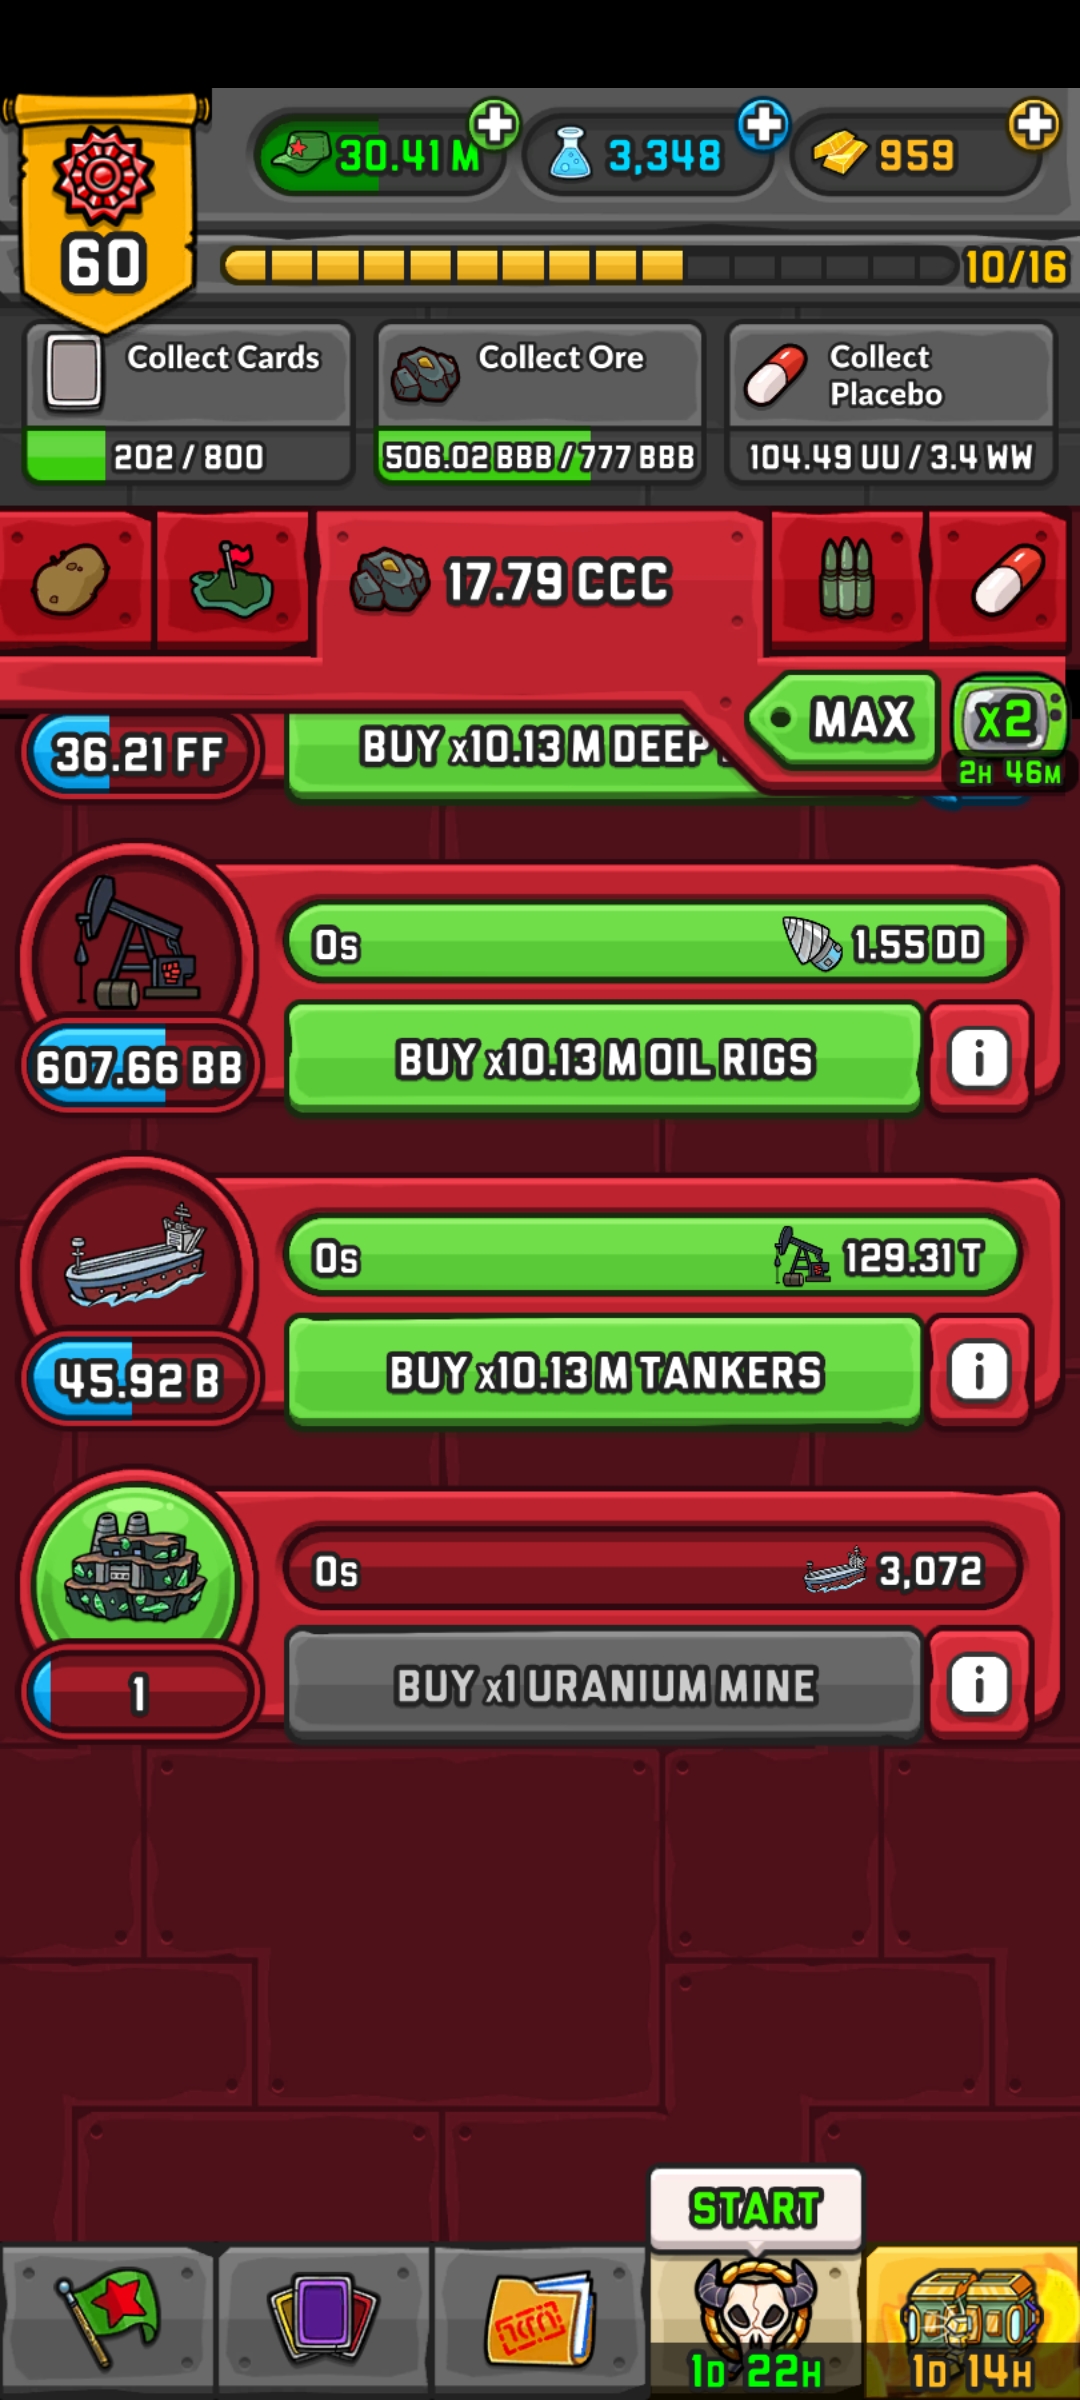 30.41 M
3,348
959
60
10/16
Collect Cards
202 / 800
Collect Ore
506.02 BBB / 777 BBB
Collect
Placebo
104.49 UU / 3.4 WW
17.79 CCC
MAX
x2
2H 46M
36.21 FF
BUY x10.13 M DEEP
0s
1.55 DD
607.66 BB
BUY x10.13 M OIL RIGS
i
0s
129.31 T
45.92 B
BUY x10.13 M TANKERS
i
0s
3,072
1
BUY x1 URANIUM MINE
i
START
1D 22H
1D 14H